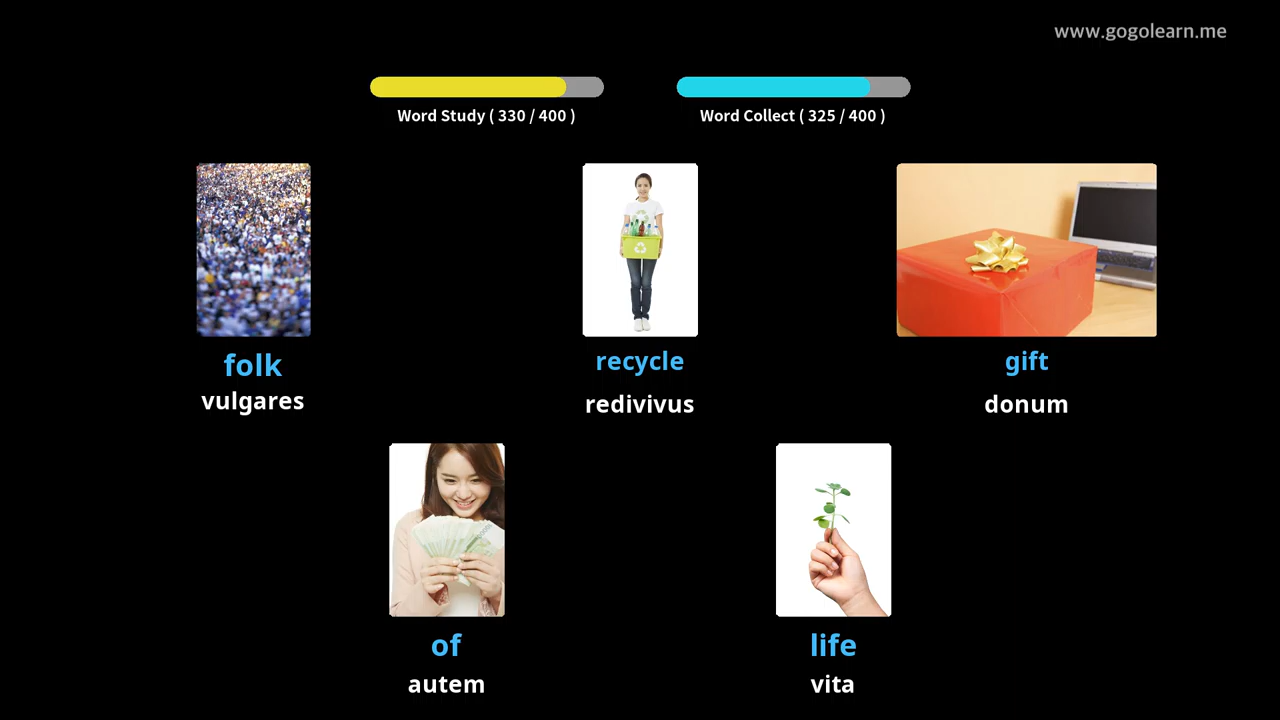 www.gogolearn.me
Word Study ( 330 / 400 )
Word Collect ( 325 / 400 )
folk
vulgares
recycle
redivivus
gift
donum
of
autem
life
vita